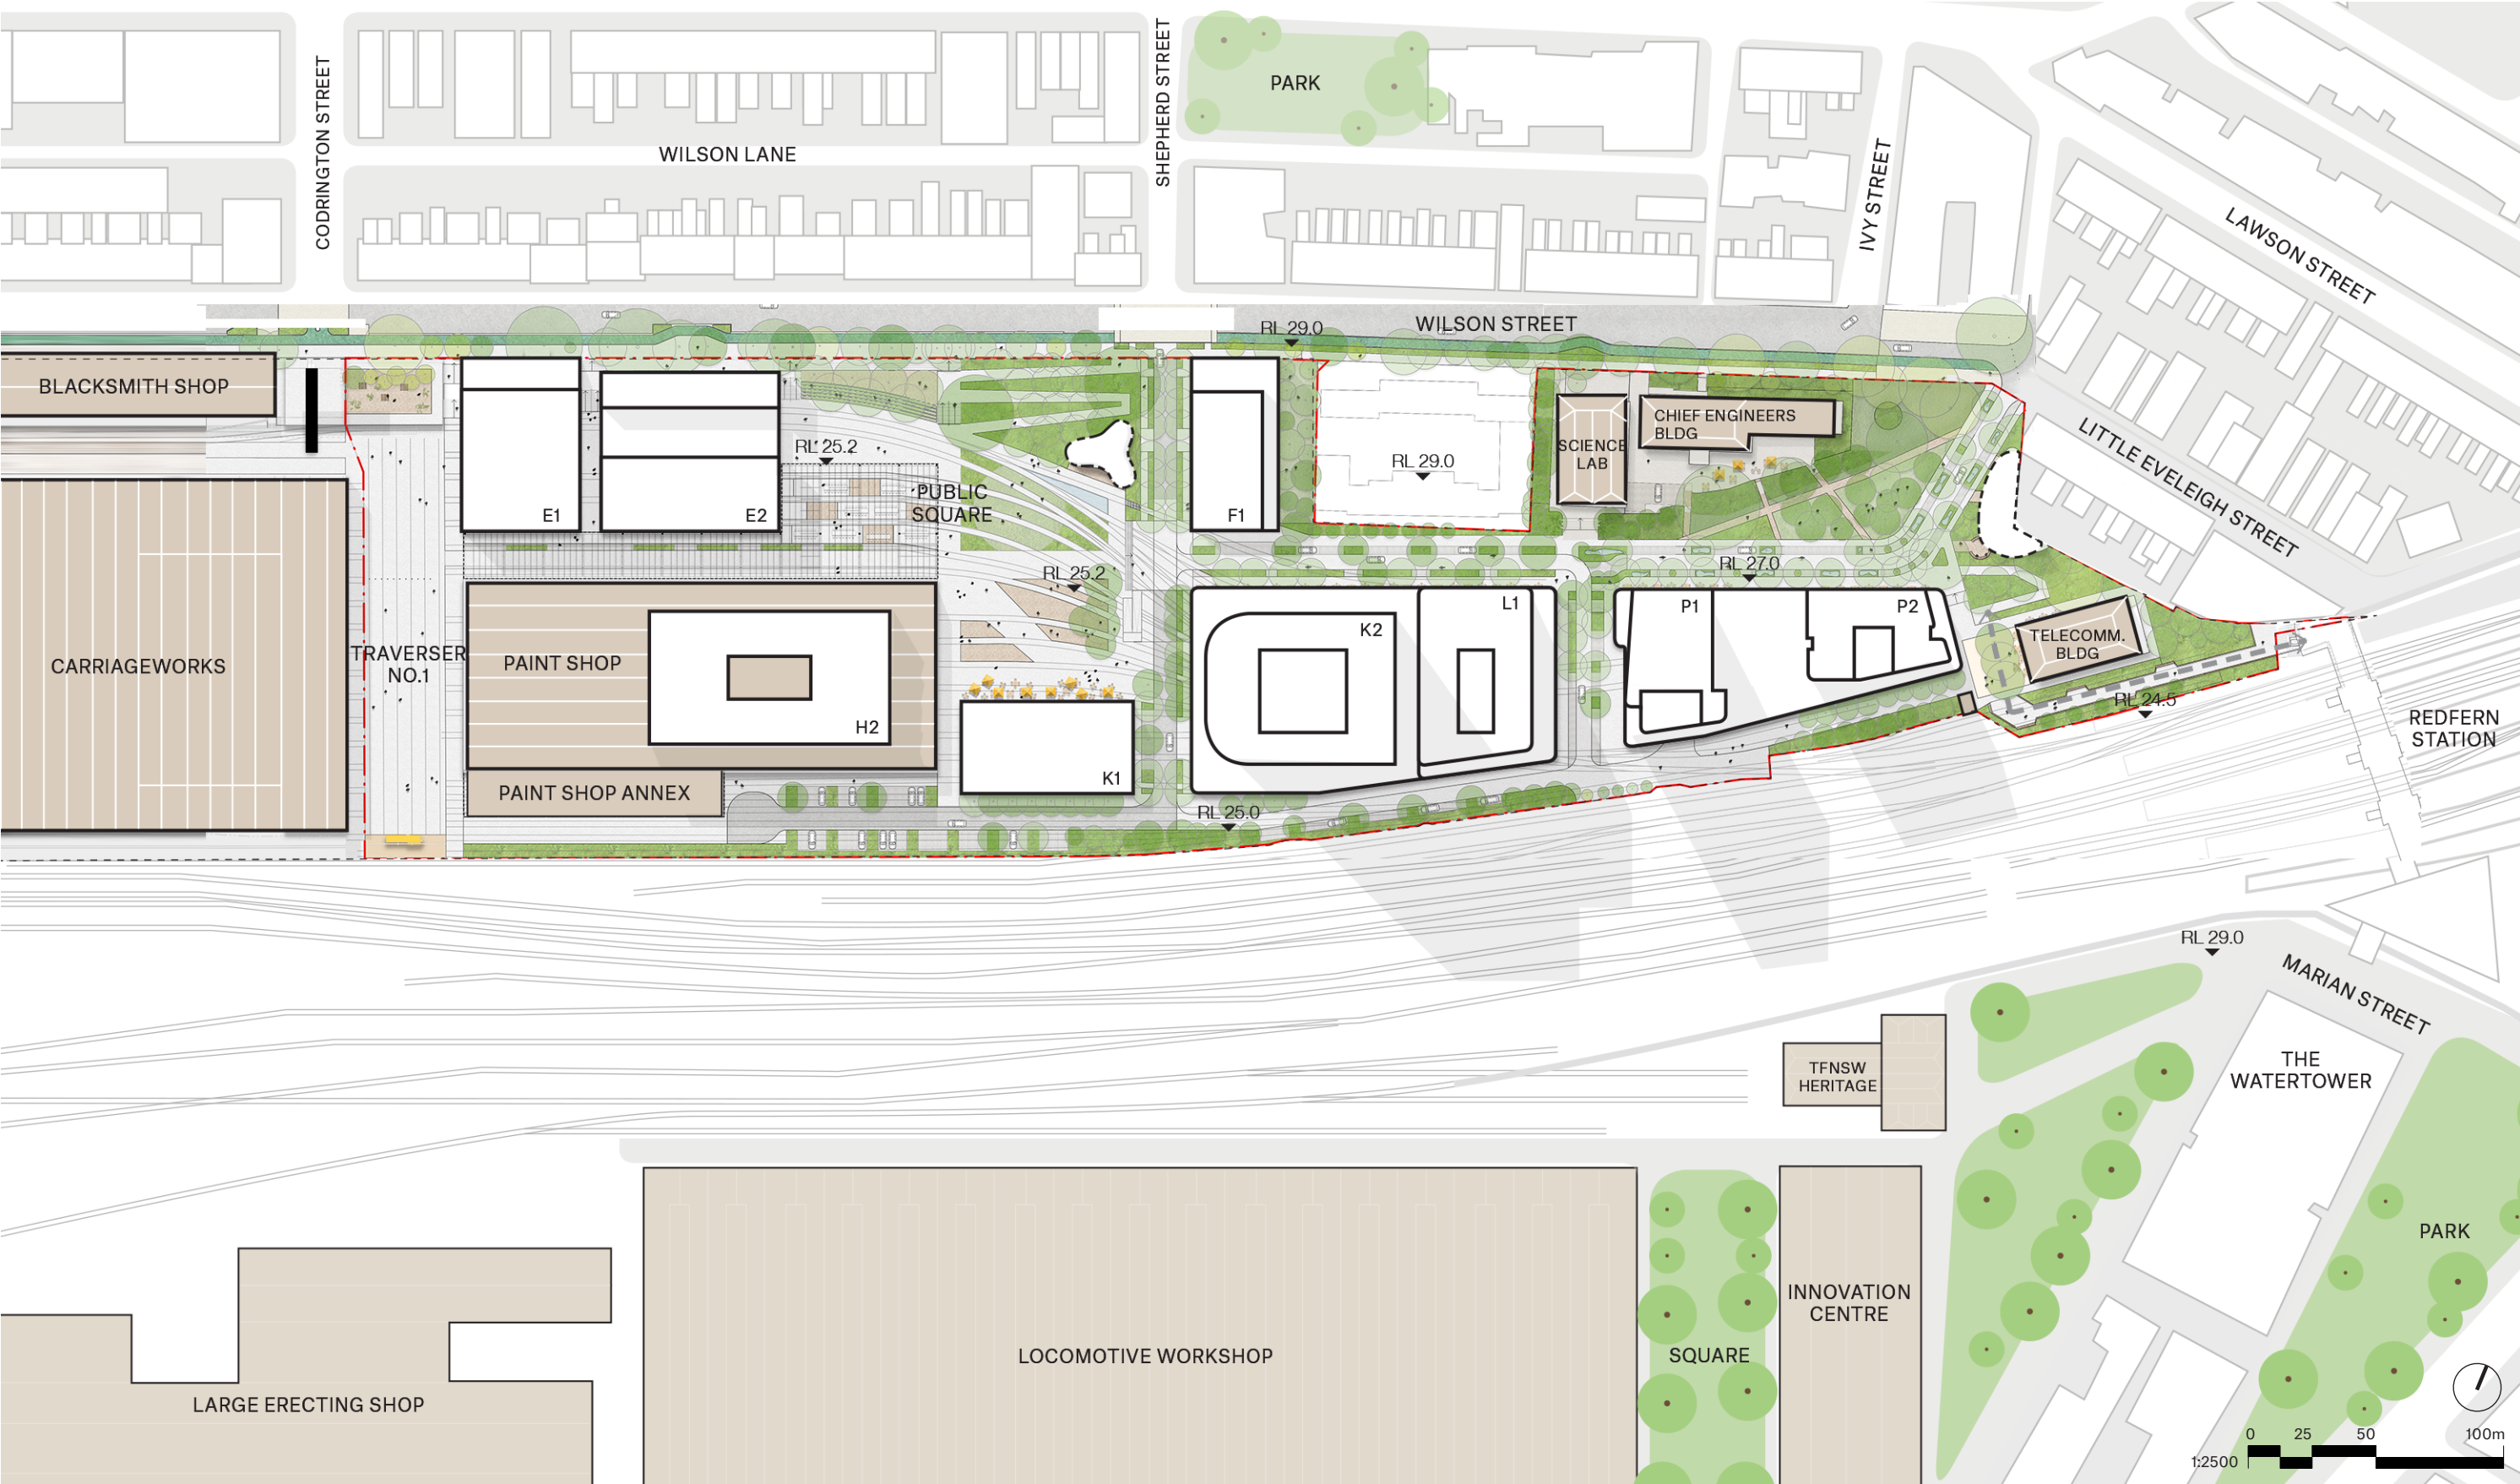 CODRINGTON STREET
SHEPHERD STREET
PARK
WILSON LANE
IVY STREET
LAWSON STREET
WILSON STREET
RL 29.0
BLACKSMITH SHOP
CHIEF ENGINEERS
BLDG
SCIENCE
LAB
RL 25.2
RL 29.0
LITTLE EVELEIGH STREET
PUBLIC
SQUARE
E1
E2
F1
RL 25.2
RL 27.0
L1
P1
P2
K2
TELECOMM.
BLDG
CARRIAGEWORKS
TRAVERSER
NO.1
PAINT SHOP
H2
RL 24.5
REDFERN
STATION
K1
PAINT SHOP ANNEX
RL 25.0
RL 29.0
MARIAN STREET
TFNSW
HERITAGE
THE
WATERTOWER
PARK
INNOVATION
CENTRE
LOCOMOTIVE WORKSHOP
SQUARE
LARGE ERECTING SHOP
0 25 50 100m
1:2500